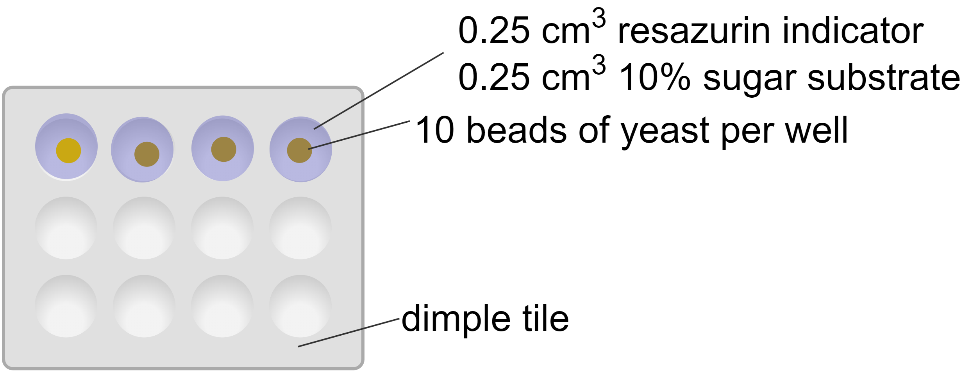 0.25 cm³ resazurin indicator
0.25 cm³ 10% sugar substrate
10 beads of yeast per well
dimple tile